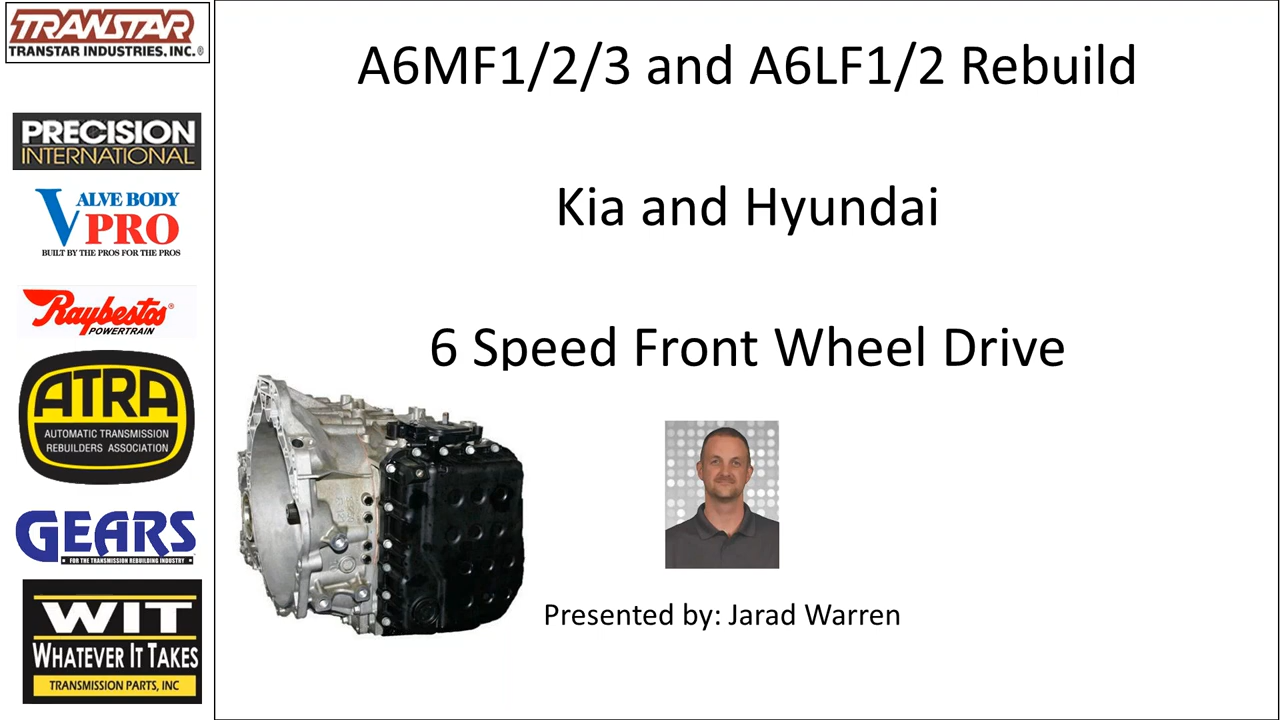 TRANSTAR
TRANSTAR INDUSTRIES, INC.®
PRECISION
INTERNATIONAL
VALVE BODY
PRO
BUILT BY THE PROS FOR THE PROS
Raybestos®
POWERTRAIN
ATRA
AUTOMATIC TRANSMISSION
REBUILDERS ASSOCIATION
GEARS
FOR THE TRANSMISSION REBUILDING INDUSTRY
WIT
WHATEVER IT TAKES
TRANSMISSION PARTS, INC
A6MF1/2/3 and A6LF1/2 Rebuild
Kia and Hyundai
6 Speed Front Wheel Drive
Presented by: Jarad Warren